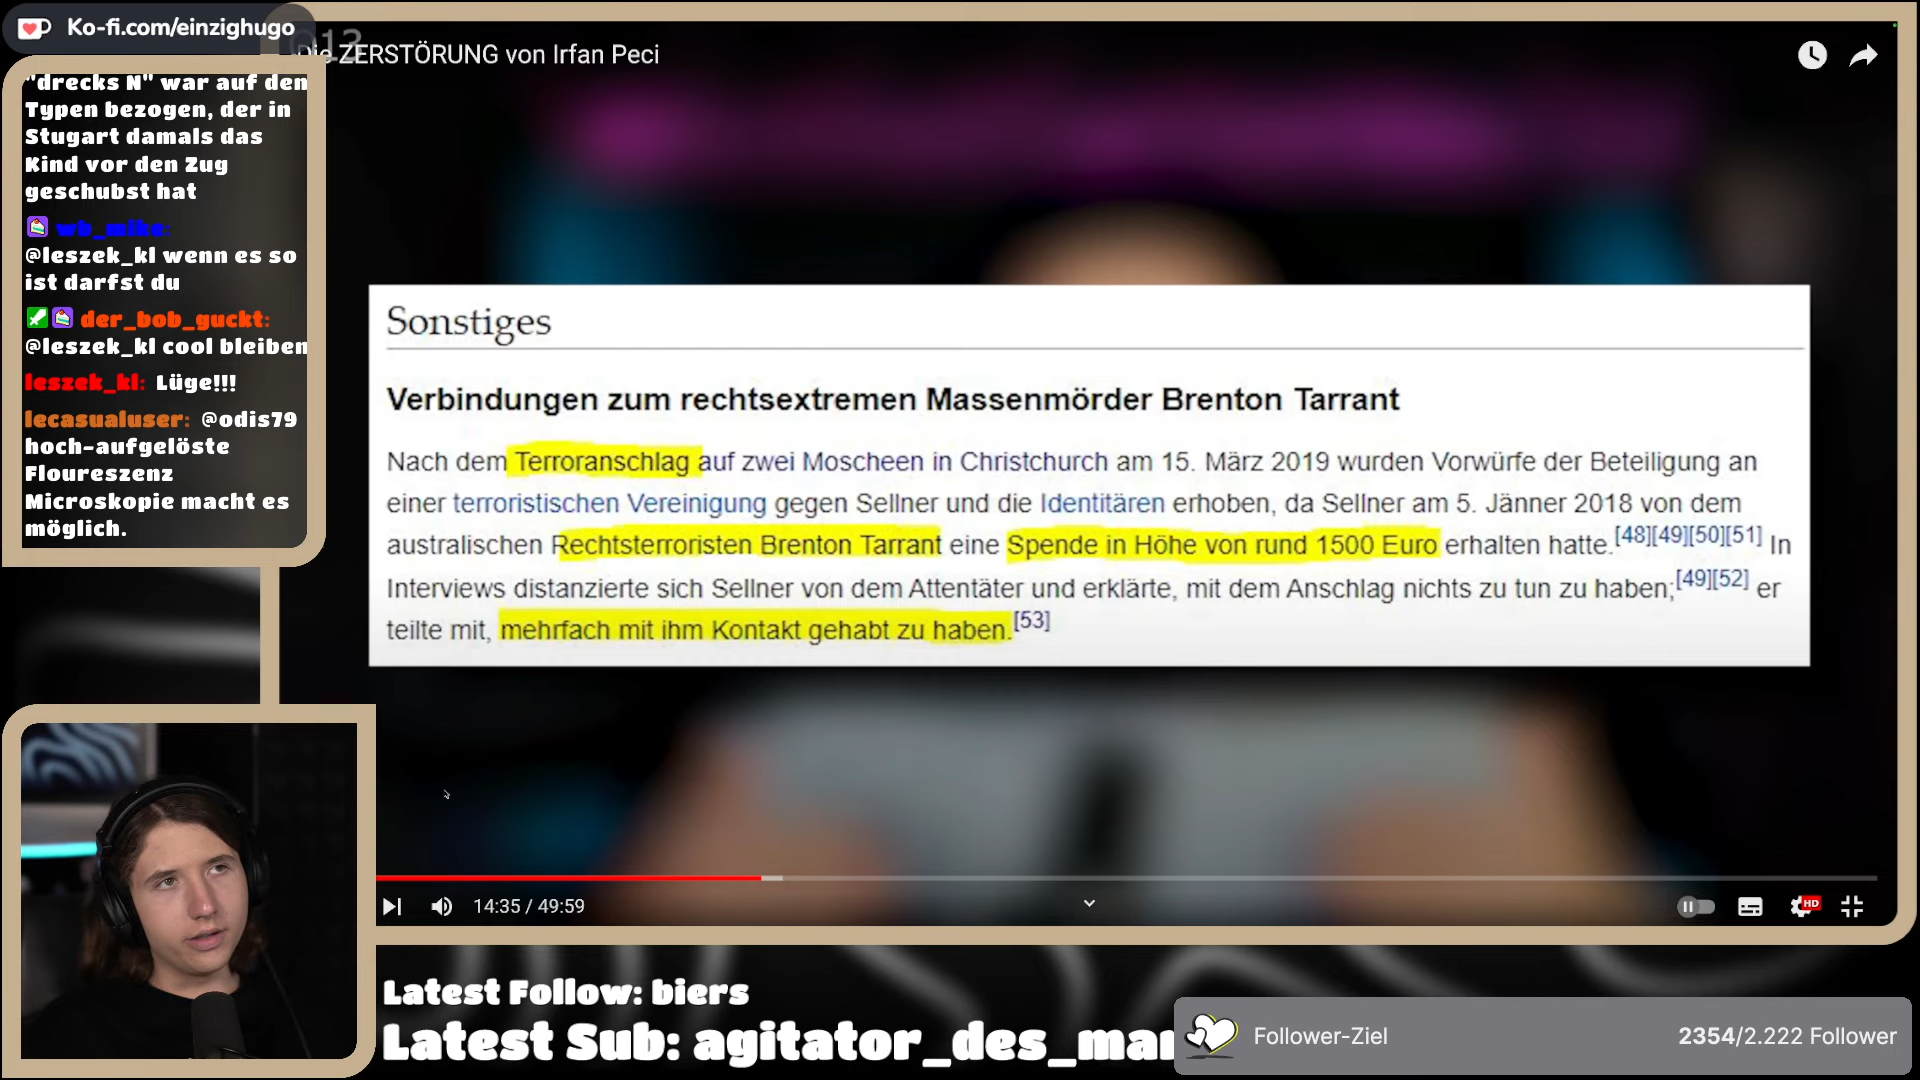 Ko-fi.com/einzighugo
Die ZERSTÖRUNG von Irfan Peci
"drecks N" war auf den
Typen bezogen, der in
Stugart damals das
Kind vor den Zug
geschubst hat
wb_mike:
@leszek_kl wenn es so
ist darfst du
der_bob_guckt:
@leszek_kl cool bleiben
leszek_kl: Lüge!!!
lecasualuser: @odis79
hoch-aufgelöste
Floureszenz
Microskopie macht es
möglich.
Sonstiges
Verbindungen zum rechtsextremen Massenmörder Brenton Tarrant
Nach dem Terroranschlag auf zwei Moscheen in Christchurch am 15. März 2019 wurden Vorwürfe der Beteiligung an
einer terroristischen Vereinigung gegen Sellner und die Identitären erhoben, da Sellner am 5. Jänner 2018 von dem
australischen Rechtsterroristen Brenton Tarrant eine Spende in Höhe von rund 1500 Euro erhalten hatte.[48][49][50][51] In
Interviews distanzierte sich Sellner von dem Attentäter und erklärte, mit dem Anschlag nichts zu tun zu haben;[49][52] er
teilte mit, mehrfach mit ihm Kontakt gehabt zu haben.[53]
14:35 / 49:59
HD
Latest Follow: biers
Latest Sub: agitator_des_mar
Follower-Ziel
2354/2.222 Follower